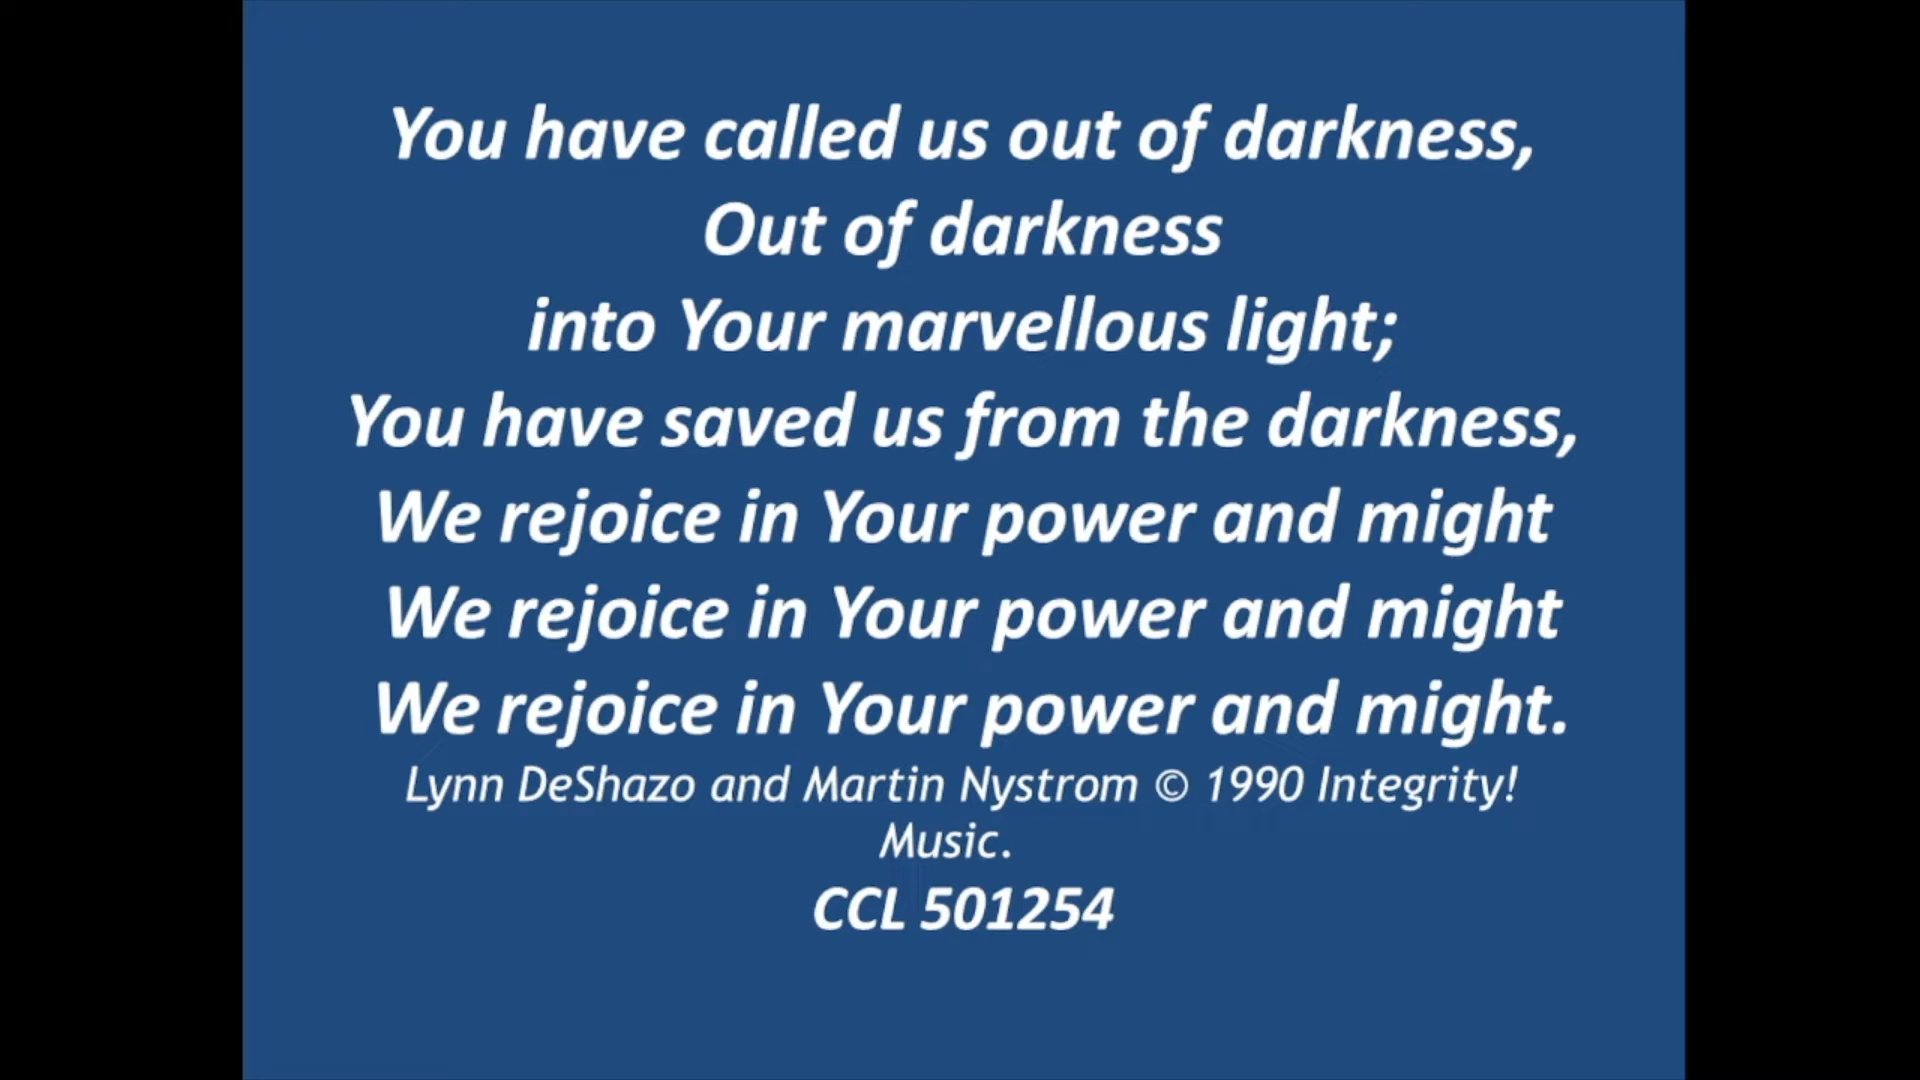 You have called us out of darkness,
Out of darkness
into Your marvellous light;
You have saved us from the darkness,
We rejoice in Your power and might
We rejoice in Your power and might
We rejoice in Your power and might.
Lynn DeShazo and Martin Nystrom © 1990 Integrity!
Music.
CCL 501254